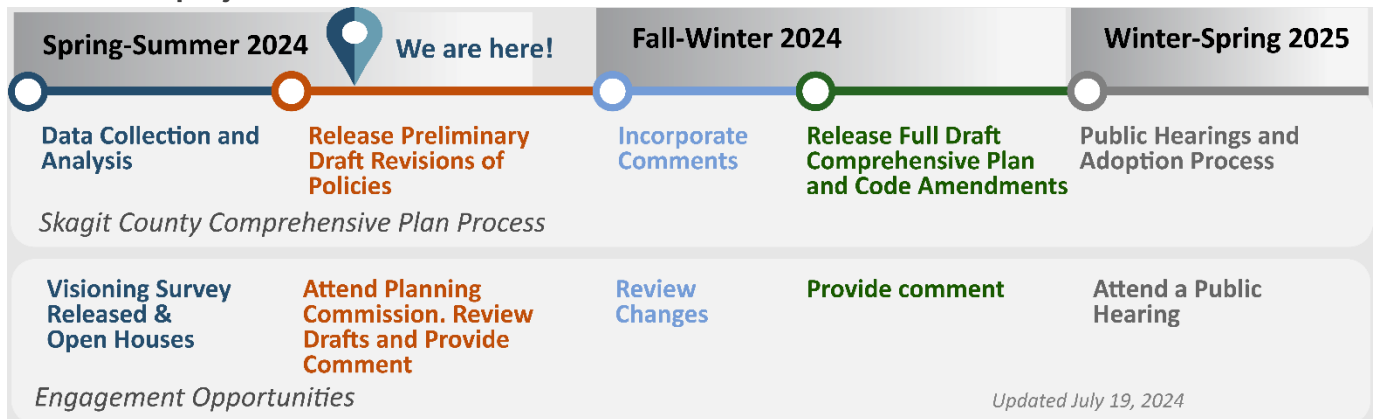 Spring-Summer 2024
We are here!
Fall-Winter 2024
Winter-Spring 2025
Data Collection and
Analysis
Release Preliminary
Draft Revisions of
Policies
Incorporate
Comments
Release Full Draft
Comprehensive Plan
and Code Amendments
Public Hearings and
Adoption Process
Skagit County Comprehensive Plan Process
Visioning Survey
Released &
Open Houses
Attend Planning
Commission. Review
Drafts and Provide
Comment
Review
Changes
Provide comment
Attend a Public
Hearing
Engagement Opportunities
Updated July 19, 2024